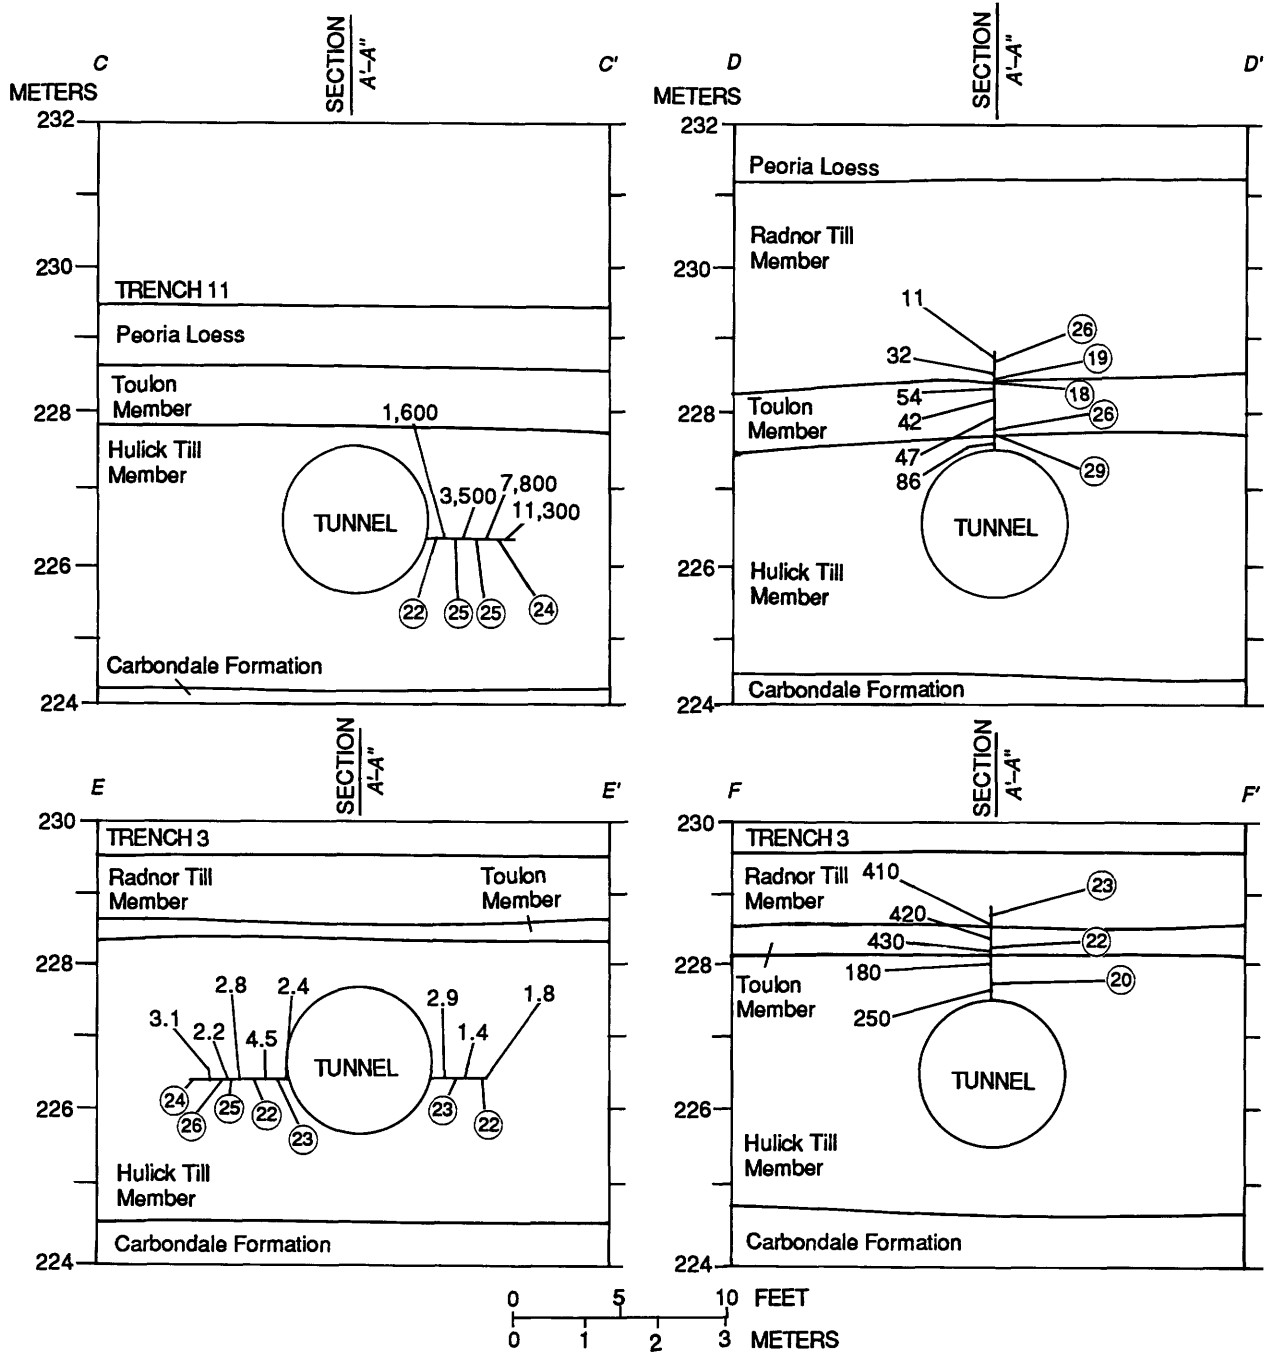 C
SECTION
A'–A"
C'
METERS
232
230
TRENCH 11
Peoria Loess
Toulon
Member
228
1,600
Hulick Till
Member
7,800
3,500
11,300
TUNNEL
226
22
25
25
24
Carbondale Formation
224
D
SECTION
A'–A"
D'
METERS
232
Peoria Loess
Radnor Till
Member
230
11
26
32
19
54
18
Toulon
Member
228
42
26
47
86
29
TUNNEL
226
Hulick Till
Member
Carbondale Formation
224
E
SECTION
A'–A"
E'
230
TRENCH 3
Radnor Till
Member
Toulon
Member
228
2.8
2.4
2.9
1.8
3.1
2.2
4.5
1.4
TUNNEL
24
26
25
22
23
23
22
226
Hulick Till
Member
Carbondale Formation
224
F
SECTION
A'–A"
F'
230
TRENCH 3
Radnor Till
Member
410
23
420
430
22
228
180
20
Toulon
Member
250
TUNNEL
226
Hulick Till
Member
Carbondale Formation
224
0 5 10 FEET
0 1 2 3 METERS